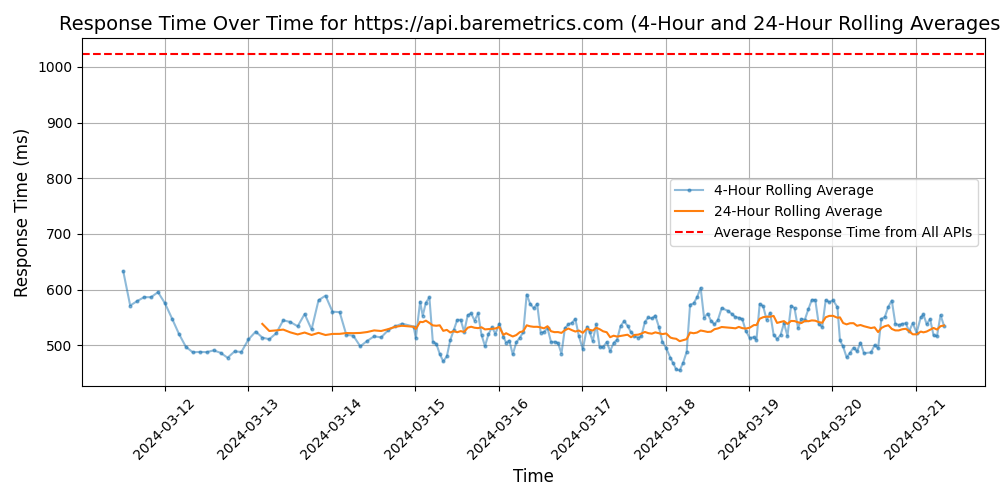 Response Time Over Time for https://api.baremetrics.com (4-Hour and 24-Hour Rolling Averages
Response Time (ms)
1000
900
800
700
600
500
4-Hour Rolling Average
24-Hour Rolling Average
Average Response Time from All APIs
2024-03-12
2024-03-13
2024-03-14
2024-03-15
2024-03-16
2024-03-17
2024-03-18
2024-03-19
2024-03-20
2024-03-21
Time